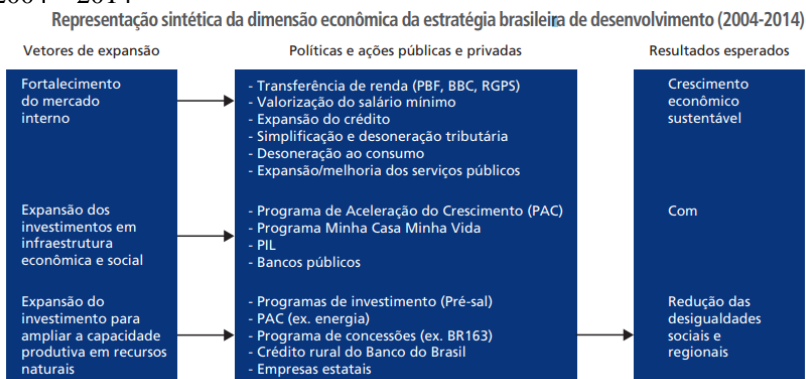 Representação sintética da dimensão econômica da estratégia brasileira de desenvolvimento (2004-2014)
Vetores de expansão
Políticas e ações públicas e privadas
Resultados esperados
Fortalecimento
do mercado
interno
- Transferência de renda (PBF, BBC, RGPS)
- Valorização do salário mínimo
- Expansão do crédito
- Simplificação e desoneração tributária
- Desoneração ao consumo
- Expansão/melhoria dos serviços públicos
Crescimento
econômico
sustentável
Expansão dos
investimentos em
infraestrutura
econômica e social
- Programa de Aceleração do Crescimento (PAC)
- Programa Minha Casa Minha Vida
- PIL
- Bancos públicos
Com
Expansão do
investimento para
ampliar a capacidade
produtiva em recursos
naturais
- Programas de investimento (Pré-sal)
- PAC (ex. energia)
- Programa de concessões (ex. BR163)
- Crédito rural do Banco do Brasil
- Empresas estatais
Redução das
desigualdades
sociais e
regionais